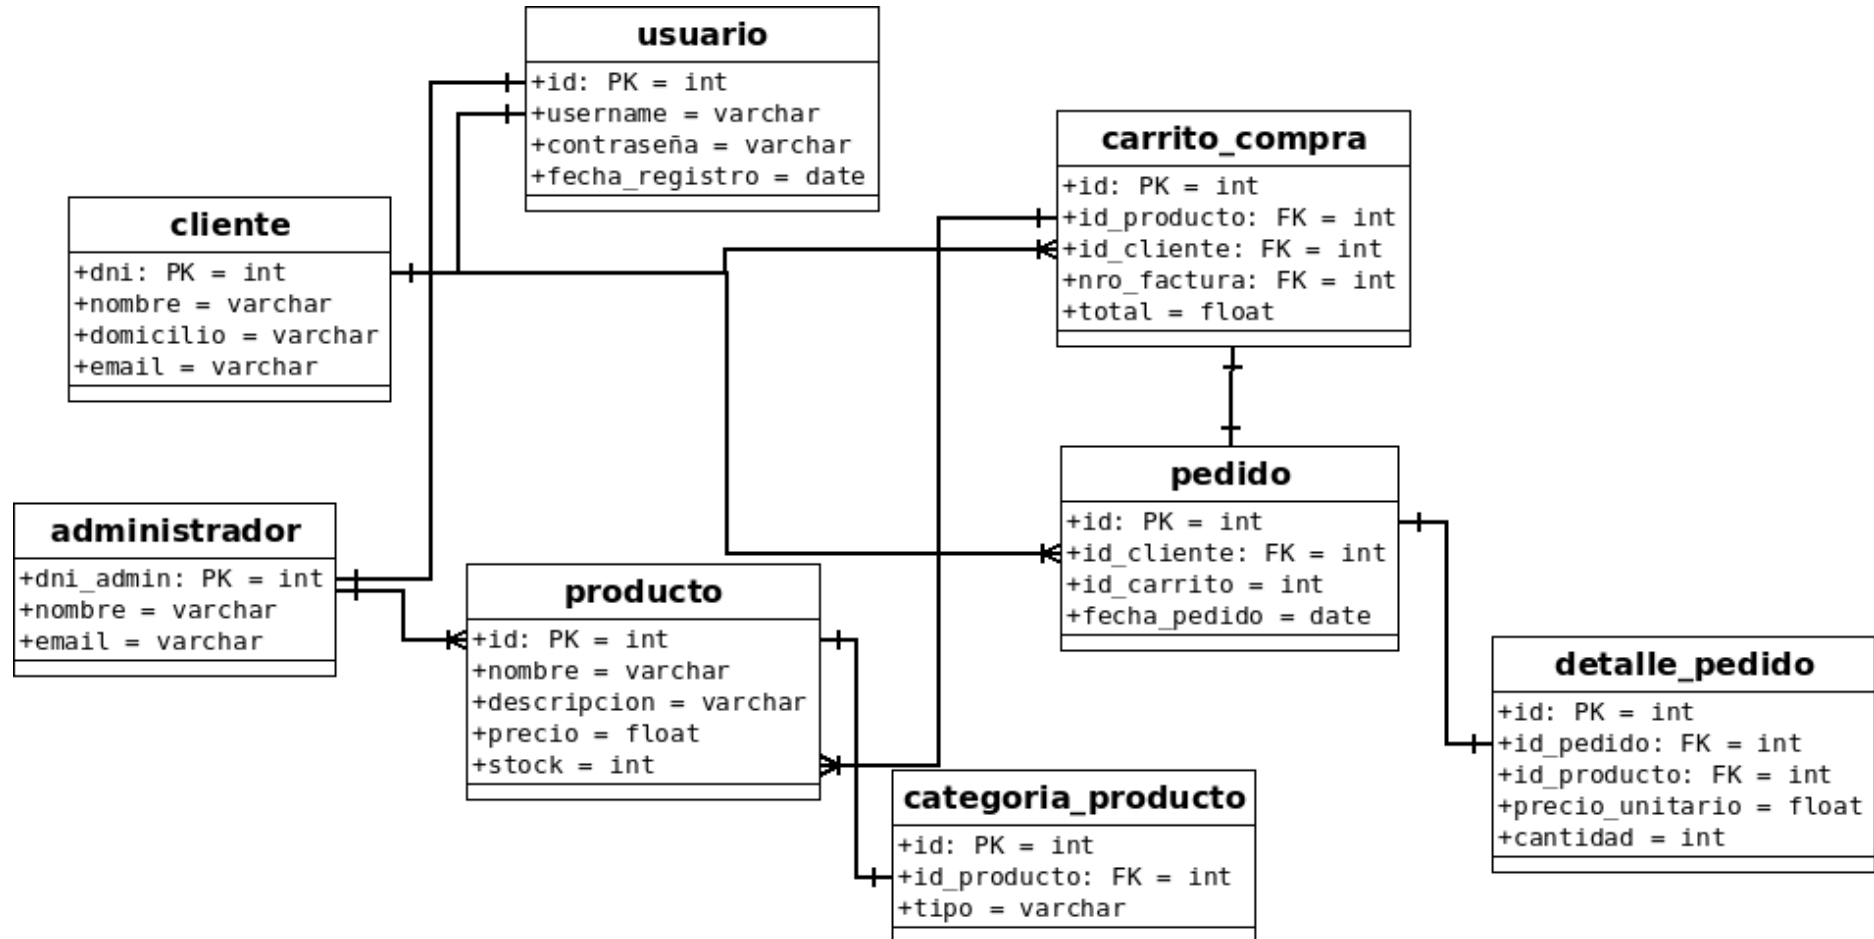 usuario
+id: PK = int
+username = varchar
+contraseña = varchar
+fecha_registro = date
carrito_compra
+id: PK = int
+id_producto: FK = int
+id_cliente: FK = int
+nro_factura: FK = int
+total = float
cliente
+dni: PK = int
+nombre = varchar
+domicilio = varchar
+email = varchar
pedido
+id: PK = int
+id_cliente: FK = int
+id_carrito = int
+fecha_pedido = date
administrador
+dni_admin: PK = int
+nombre = varchar
+email = varchar
producto
+id: PK = int
+nombre = varchar
+descripcion = varchar
+precio = float
+stock = int
detalle_pedido
+id: PK = int
+id_pedido: FK = int
+id_producto: FK = int
+precio_unitario = float
+cantidad = int
categoria_producto
+id: PK = int
+id_producto: FK = int
+tipo = varchar